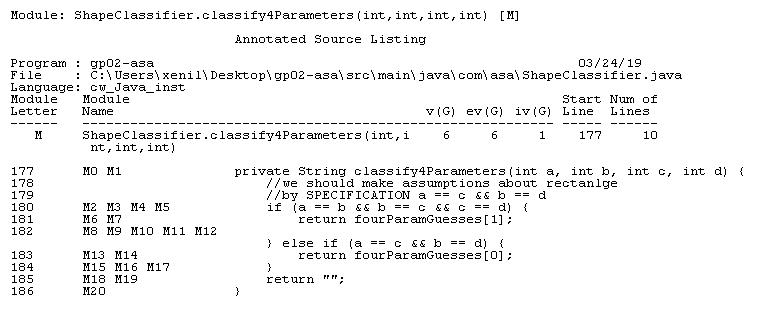 Module: ShapeClassifier.classify4Parameters(int,int,int,int) [M]
Annotated Source Listing
Program : gp02-asa 03/24/19
File : C:\Users\xenil\Desktop\gp02-asa\src\main\java\com\asa\ShapeClassifier.java
Language: cw_Java_inst
Module Module Start Num of
Letter Name v(G) ev(G) iv(G) Line Lines
------ ----------------------------------- ----- ----- ----- ----- ------
M ShapeClassifier.classify4Parameters(int,i 6 6 1 177 10
nt,int,int)
177 M0 M1 private String classify4Parameters(int a, int b, int c, int d) {
178 //we should make assumptions about rectanlge
179 //by SPECIFICATION a == c && b == d
180 M2 M3 M4 M5 if (a == b && b == c && c == d) {
181 M6 M7 return fourParamGuesses[1];
182 M8 M9 M10 M11 M12
} else if (a == c && b == d) {
183 M13 M14 return fourParamGuesses[0];
184 M15 M16 M17 }
185 M18 M19 return "";
186 M20 }